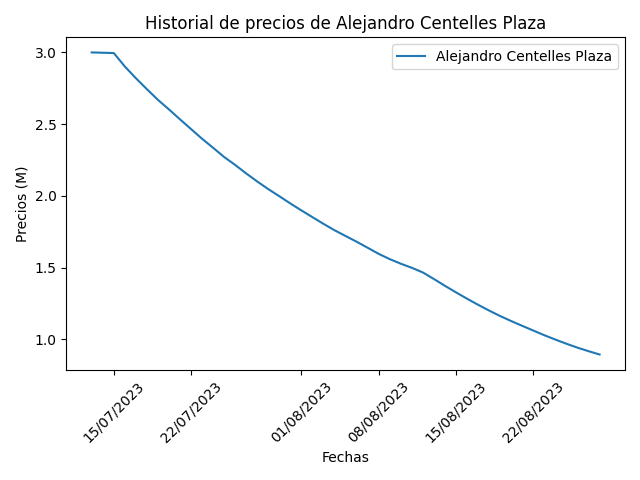 Historial de precios de Alejandro Centelles Plaza
Alejandro Centelles Plaza
Precios (M)
3.0
2.5
2.0
1.5
1.0
15/07/2023
22/07/2023
01/08/2023
08/08/2023
15/08/2023
22/08/2023
Fechas